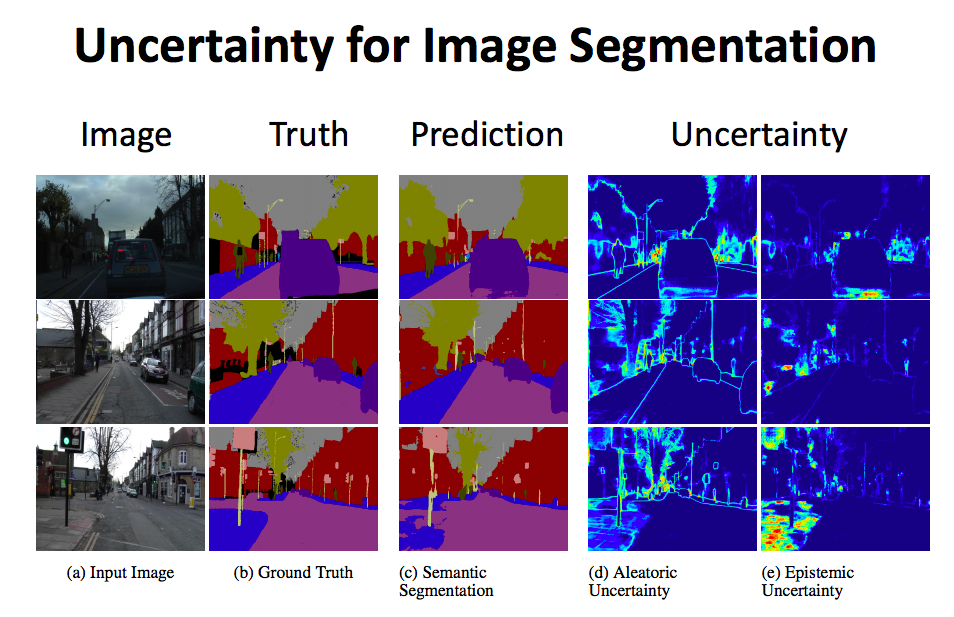 Uncertainty for Image Segmentation
Image Truth Prediction Uncertainty
(a) Input Image (b) Ground Truth (c) Semantic Segmentation (d) Aleatoric Uncertainty (e) Epistemic Uncertainty